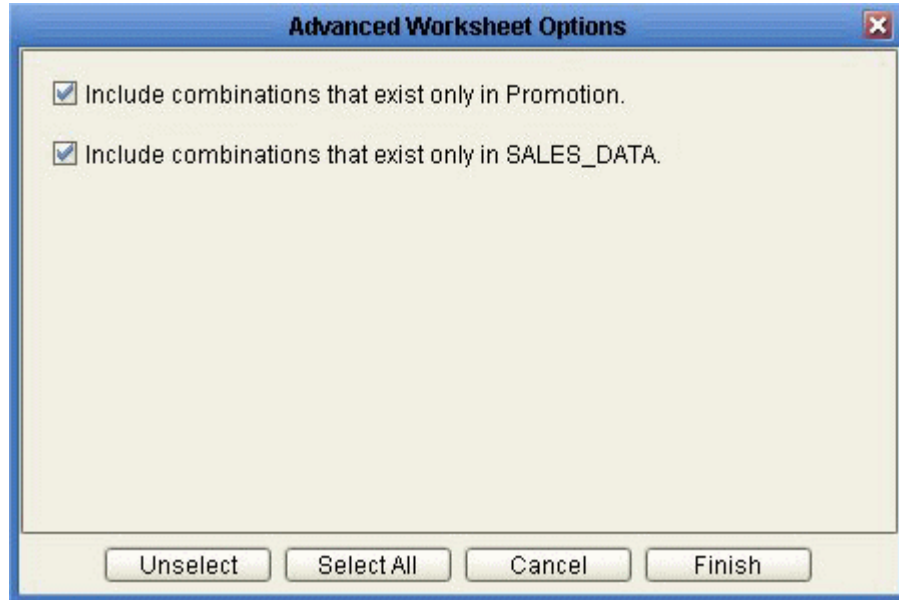 Advanced Worksheet Options
Include combinations that exist only in Promotion.
Include combinations that exist only in SALES_DATA.
Unselect Select All Cancel Finish